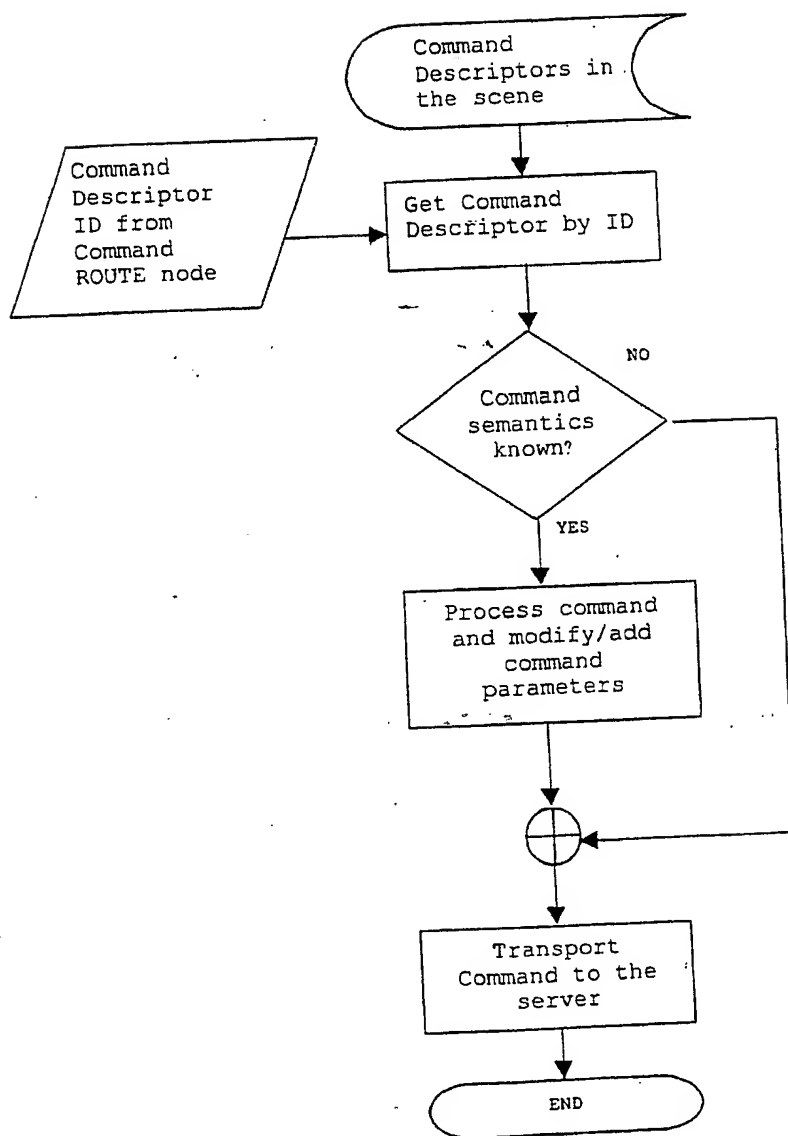 Command
Descriptors in
the scene
Command
Descriptor
ID from
Command
ROUTE node
Get Command
Descriptor by ID
NO
Command
semantics
known?
YES
Process command
and modify/add
command
parameters
Transport
Command to the
server
END